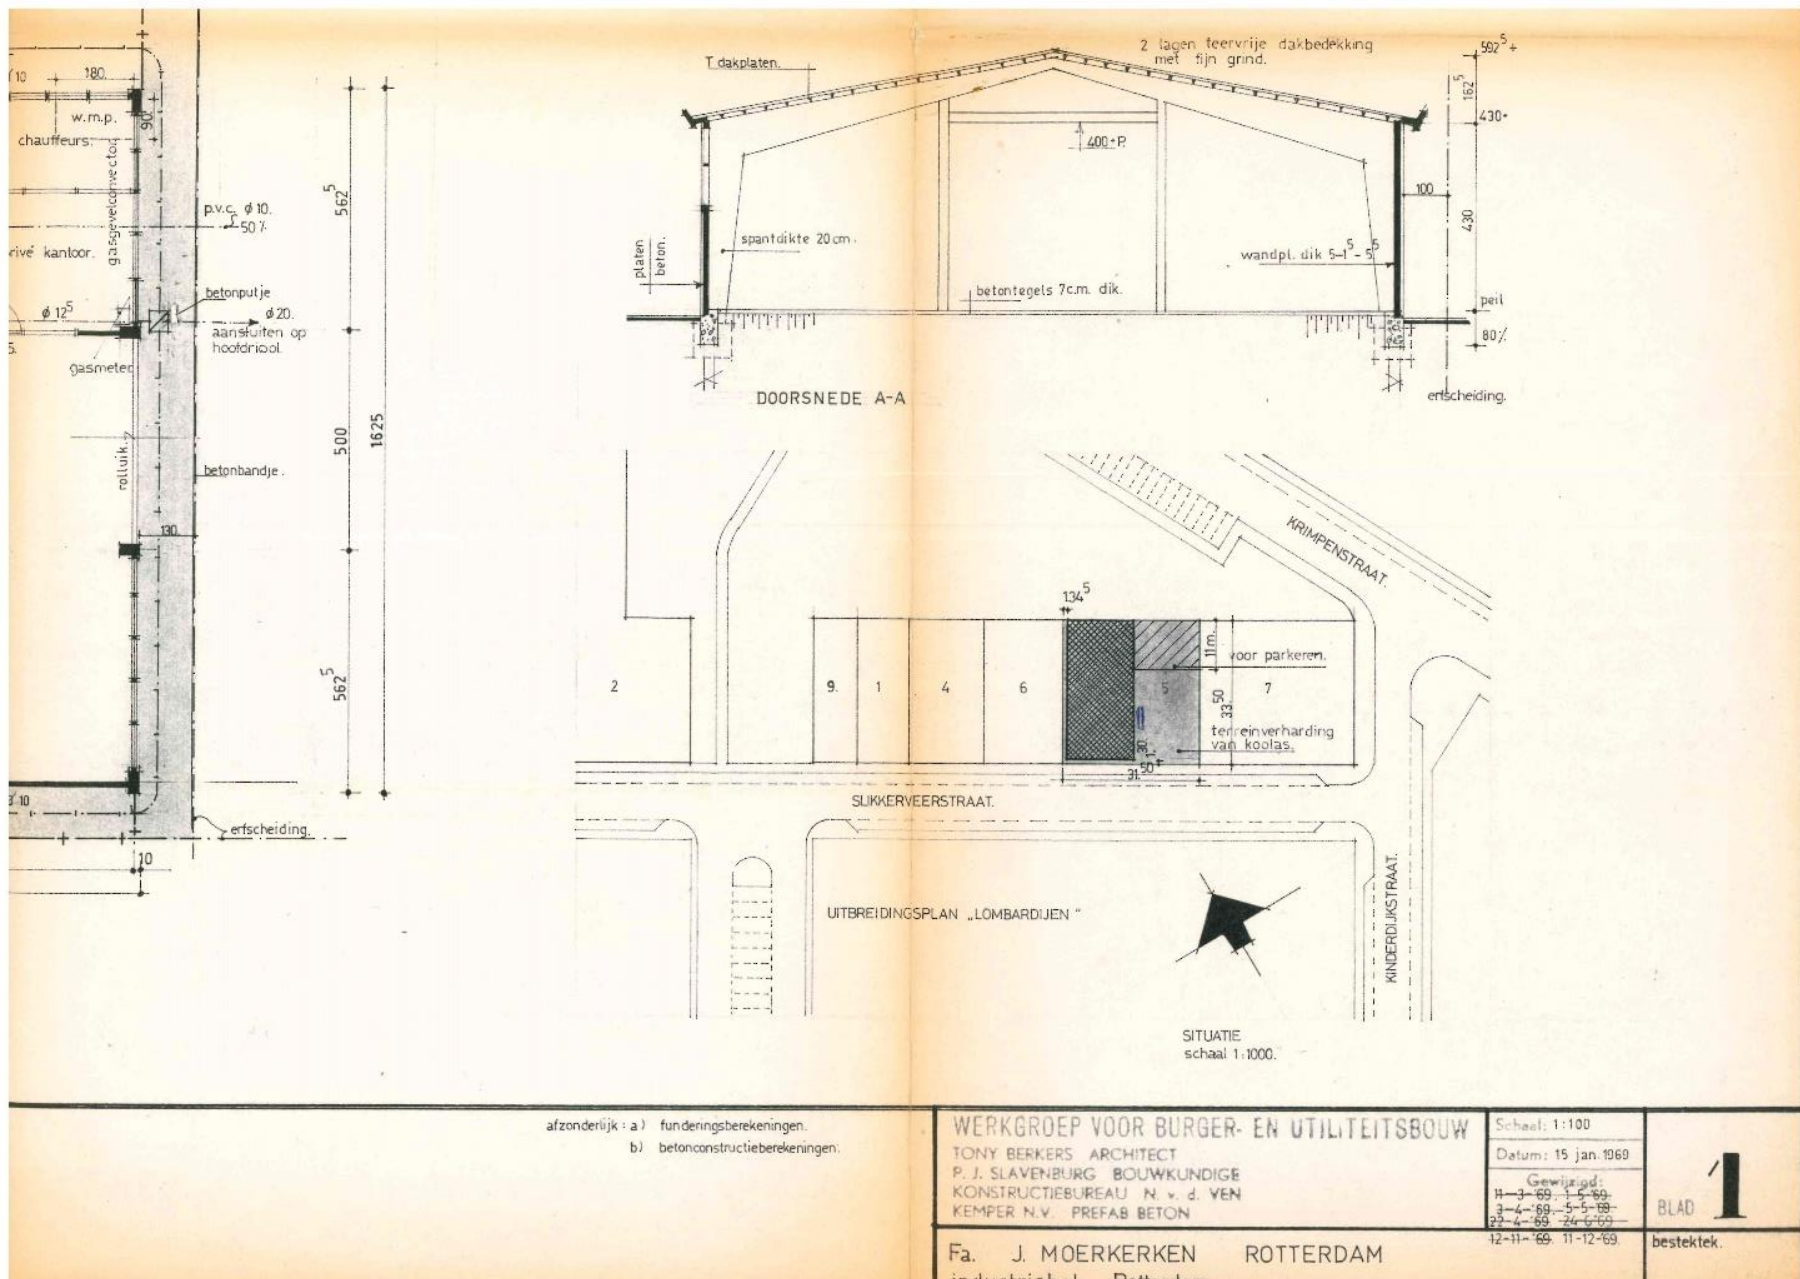 180.
w.m.p.
90.
chauffeurs.
gasgevelconvector
p.v.c. ø 10.
50%
kantoor.
betonputje
ø 12⁵
ø 20.
aansluiten op
hoofdriool.
gasmeter
rolluik.
betonbandje.
130.
erfscheiding.
10
562⁵
500
562⁵
1625
T dakplaten.
2 lagen teervrije dakbedekking
met fijn grind.
592⁵+
162⁵
430+
400+P.
100
430
platen
beton.
spantdikte 20 cm.
wandpl. dik 5-1⁵-5⁵
betontegels 7c.m. dik.
peil
80%
DOORSNEDE A-A
erfscheiding.
KRIMPENSTRAAT.
134⁵
11m.
voor parkeren.
2
9.
1
4
6
5
7
33.50
terreinverharding
van koolas.
31.50
SLIKKERVEERSTRAAT.
UITBREIDINGSPLAN „LOMBARDIJEN"
KINDERDIJKSTRAAT.
SITUATIE
schaal 1:1000.
afzonderlijk: a) funderingsberekeningen.
b) betonconstructieberekeningen.
WERKGROEP VOOR BURGER- EN UTILITEITSBOUW
TONY BERKERS ARCHITECT
P. J. SLAVENBURG BOUWKUNDIGE
KONSTRUCTIEBUREAU N. v. d. VEN
KEMPER N.V. PREFAB BETON
Schaal: 1:100
Datum: 15 jan. 1969
Gewijzigd:
11-3-'69. 1-5-'69.
3-4-'69. 5-5-'69.
22-4-'69. 24-6-'69.
12-11-'69. 11-12-'69.
BLAD 1
bestektek.
Fa. J. MOERKERKEN ROTTERDAM